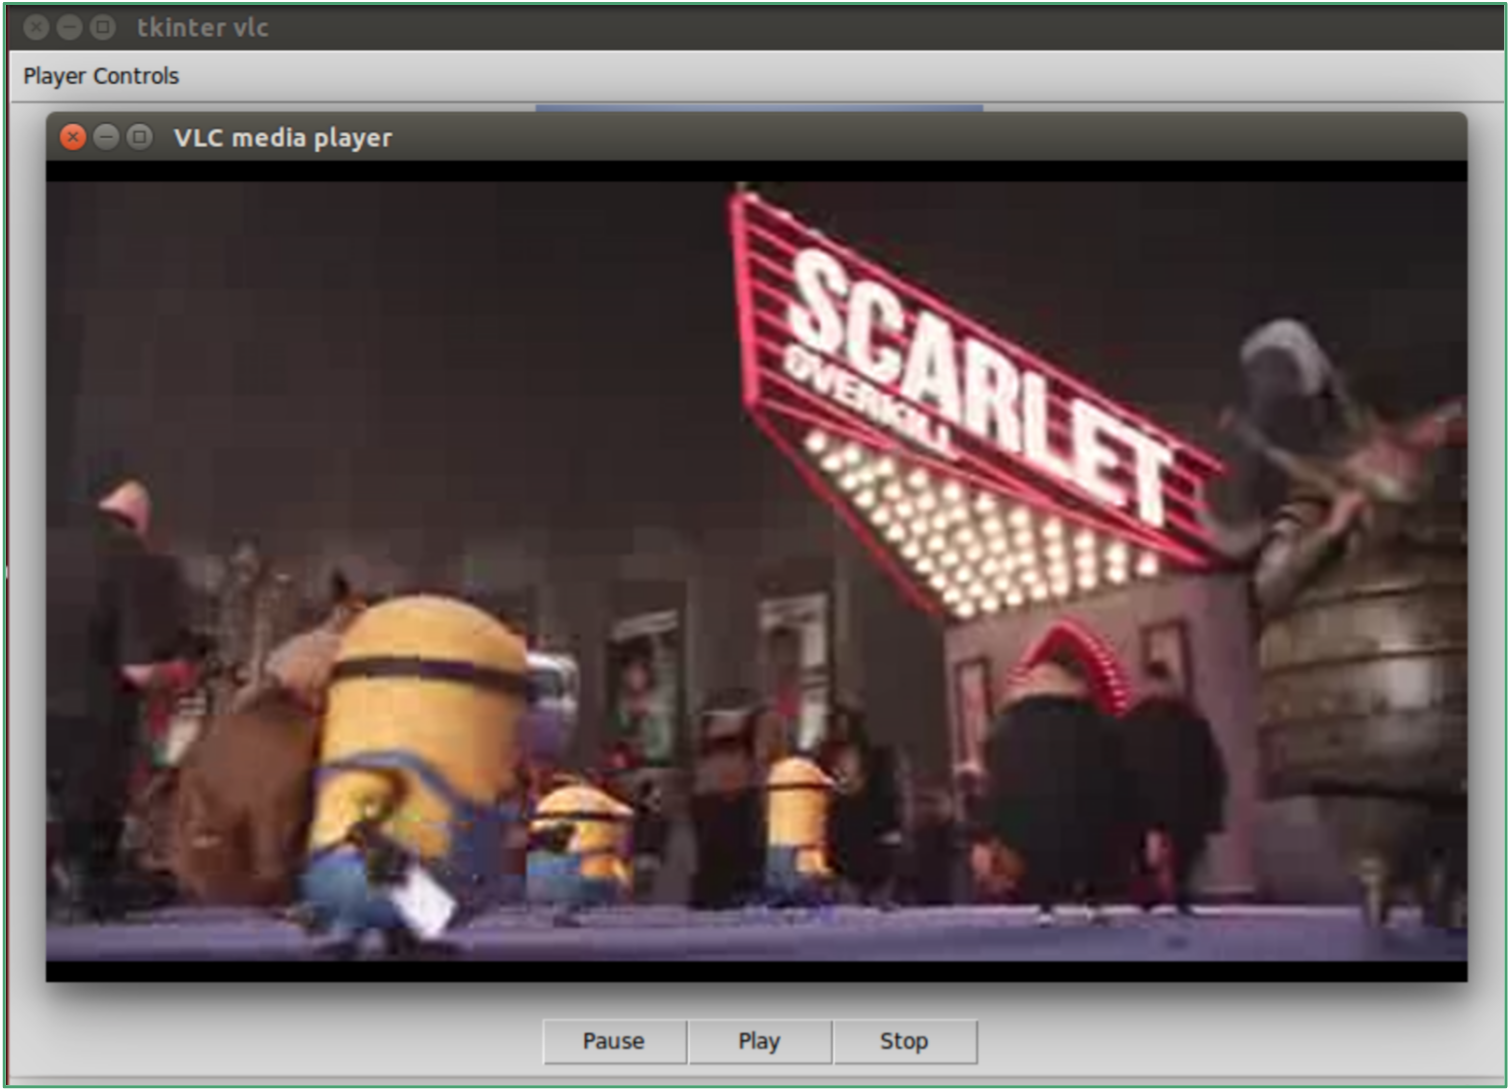 tkinter vlc
Player Controls
VLC media player
SCARLET
OVERKILL
Pause
Play
Stop